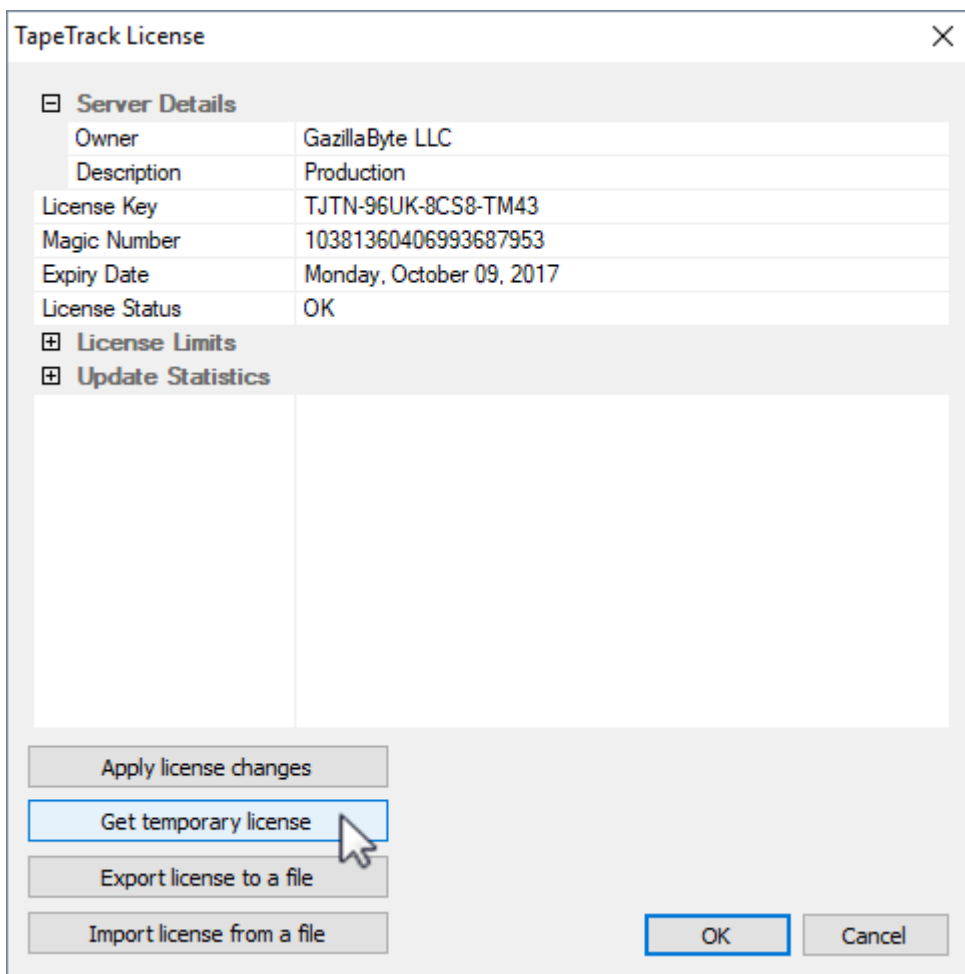 TapeTrack License
Server Details
Owner GazillaByte LLC
Description Production
License Key TJTN-96UK-8CS8-TM43
Magic Number 10381360406993687953
Expiry Date Monday, October 09, 2017
License Status OK
License Limits
Update Statistics
Apply license changes
Get temporary license
Export license to a file
Import license from a file OK Cancel